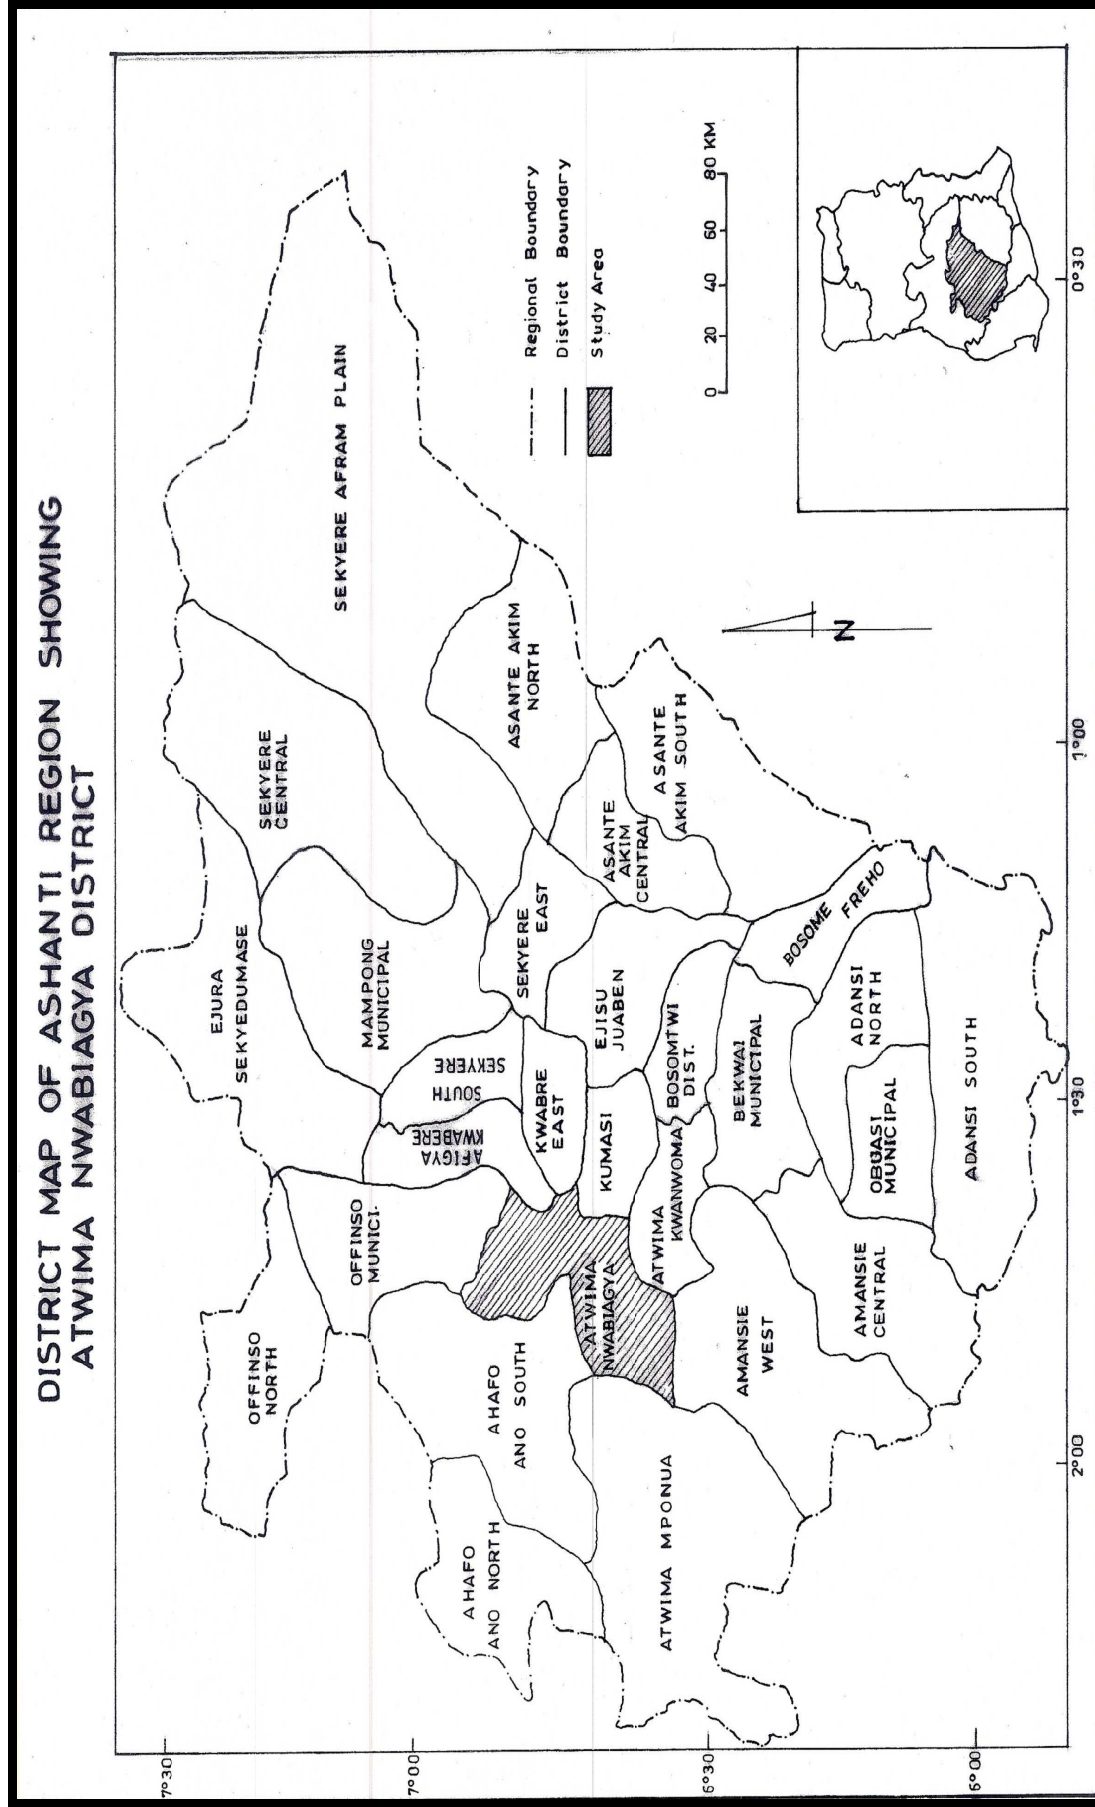 DISTRICT MAP OF ASHANTI REGION SHOWING
ATWIMA NWABIAGYA DISTRICT
SEKYERE AFRAM PLAIN
SEKYERE
CENTRAL
EJURA
SEKYEDUMASE
MAMPONG
MUNICIPAL
OFFINSO
NORTH
OFFINSO
MUNICI-
AFIGYA
KWABERE
SEKYERE
SOUTH
KWABRE
EAST
SEKYERE
EAST
ASANTE AKIM
NORTH
ASANTE
AKIM
CENTRAL
ASANTE
AKIM SOUTH
EJISU
JUABEN
KUMASI
BOSOMTWI
DIST.
ATWIMA
KWANWOMA
ATWIMA
NWABIAGYA
AHAFO
ANO SOUTH
AHAFO
ANO NORTH
ATWIMA MPONUA
AMANSIE
WEST
BEKWAI
MUNICIPAL
BOSOME FREHO
ADANSI
NORTH
OBUASI
MUNICIPAL
AMANSIE
CENTRAL
ADANSI SOUTH
Regional Boundary
District Boundary
Study Area
0 20 40 60 80 KM
N
7°30
7°00
6°30
6°00
2°00
1°30
1°00
0°30